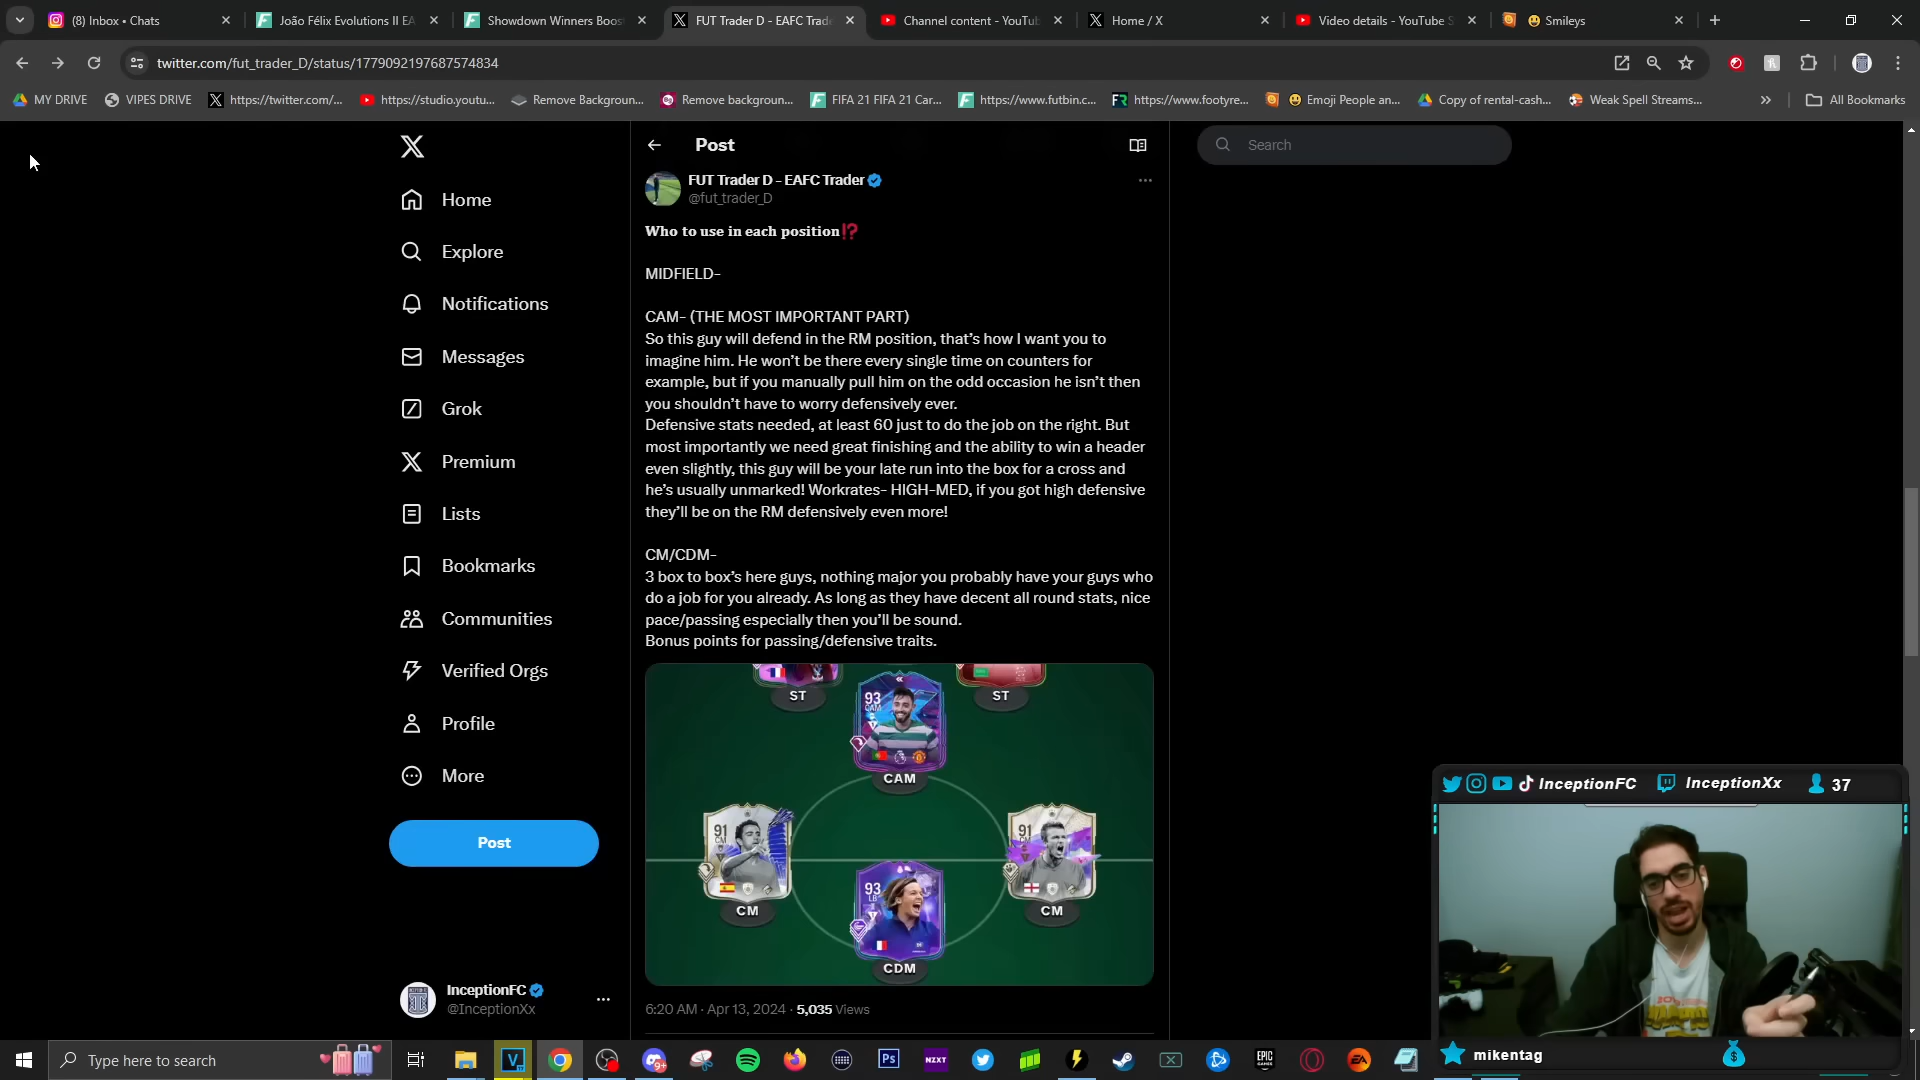 (8) Inbox • Chats
João Félix Evolutions II EA
Showdown Winners Boos
FUT Trader D - EAFC Trade
Channel content - YouTub
Home / X
Video details - YouTube S
Smileys
twitter.com/fut_trader_D/status/1779092197687574834
MY DRIVE
VIPES DRIVE
https://twitter.com/...
https://studio.youtu...
Remove Backgroun...
Remove backgroun...
FIFA 21 FIFA 21 Car...
https://www.futbin.c...
https://www.footyre...
Emoji People an...
Copy of rental-cash...
Weak Spell Streams...
All Bookmarks
Post
Search
Home
Explore
Notifications
Messages
Grok
Premium
Lists
Bookmarks
Communities
Verified Orgs
Profile
More
Post
InceptionFC
@InceptionXx
FUT Trader D - EAFC Trader
@fut_trader_D
Who to use in each position⁉️
MIDFIELD-
CAM- (THE MOST IMPORTANT PART)
So this guy will defend in the RM position, that's how I want you to
imagine him. He won't be there every single time on counters for
example, but if you manually pull him on the odd occasion he isn't then
you shouldn't have to worry defensively ever.
Defensive stats needed, at least 60 just to do the job on the right. But
most importantly we need great finishing and the ability to win a header
even slightly, this guy will be your late run into the box for a cross and
he's usually unmarked! Workrates- HIGH-MED, if you got high defensive
they'll be on the RM defensively even more!
CM/CDM-
3 box to box's here guys, nothing major you probably have your guys who
do a job for you already. As long as they have decent all round stats, nice
pace/passing especially then you'll be sound.
Bonus points for passing/defensive traits.
ST
ST
93
CAM
CAM
91
CM
CM
91
CM
CM
93
LB
CDM
6:20 AM · Apr 13, 2024 · 5,035 Views
InceptionFC
InceptionXx
37
mikentag
Type here to search
9+
Ps
NZXT
EPIC
GAMES
EA